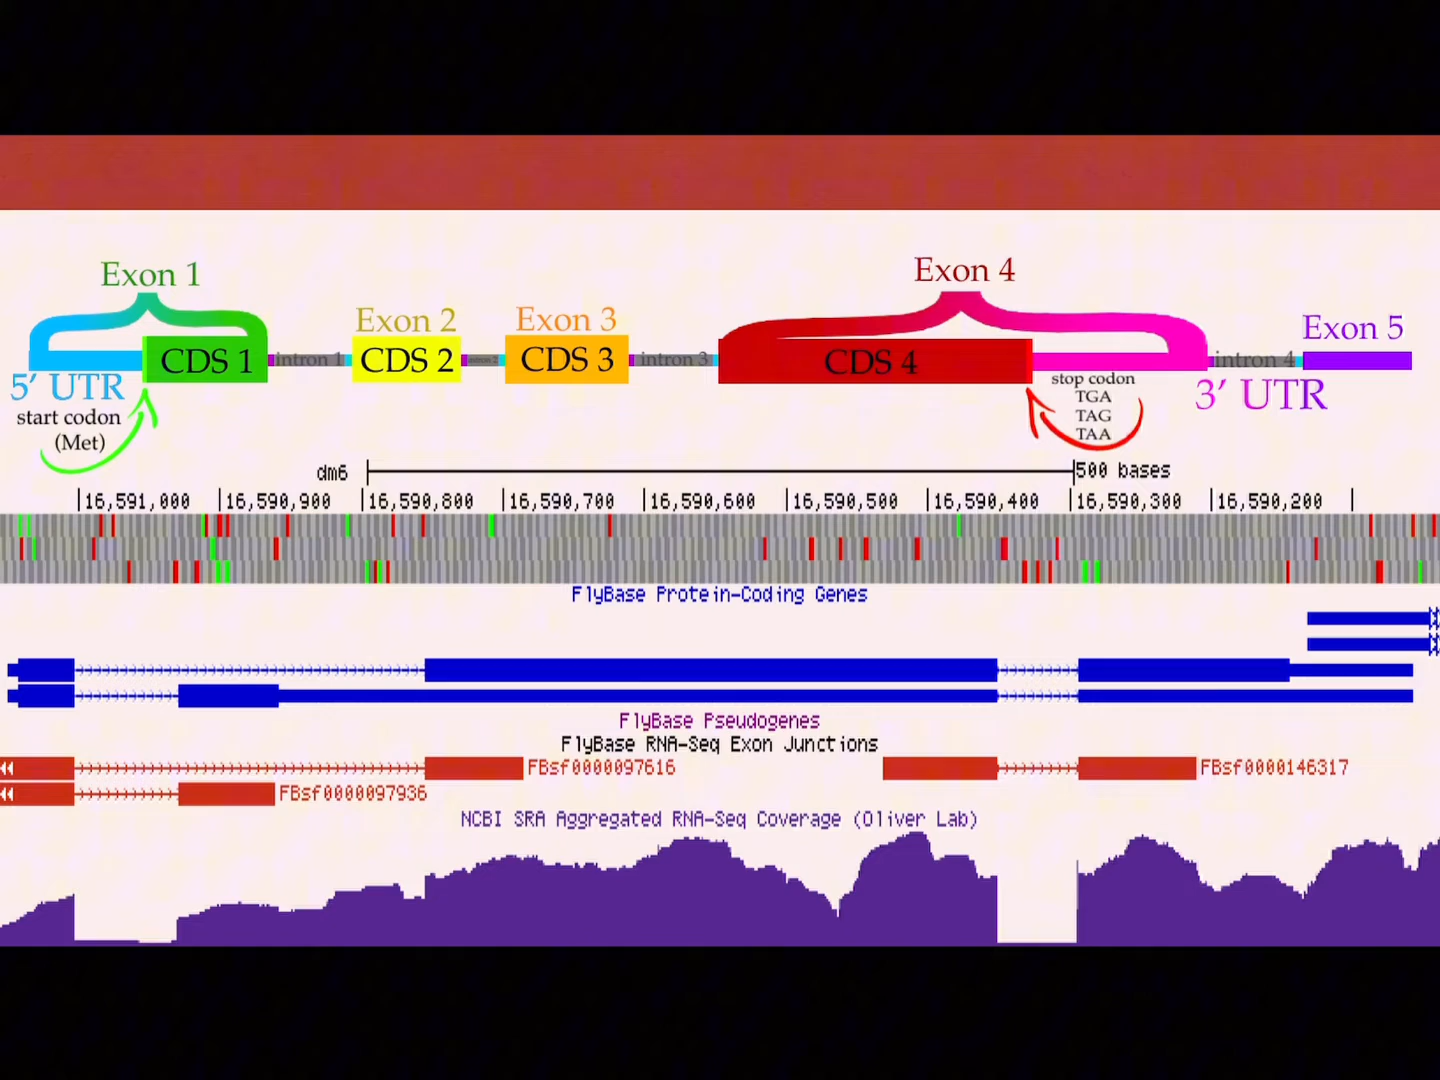 Exon 1
Exon 2
Exon 3
Exon 4
Exon 5
CDS 1
intron 1
CDS 2
CDS 3
intron 3
CDS 4
intron 4
5' UTR
start codon
(Met)
stop codon
TGA
TAG
TAA
3' UTR
dm6
500 bases
16,591,000
16,590,900
16,590,800
16,590,700
16,590,600
16,590,500
16,590,400
16,590,300
16,590,200
FlyBase Protein-Coding Genes
FlyBase Pseudogenes
FlyBase RNA-Seq Exon Junctions
FBsf0000097616
FBsf0000146317
FBsf0000097936
NCBI SRA Aggregated RNA-Seq Coverage (Oliver Lab)